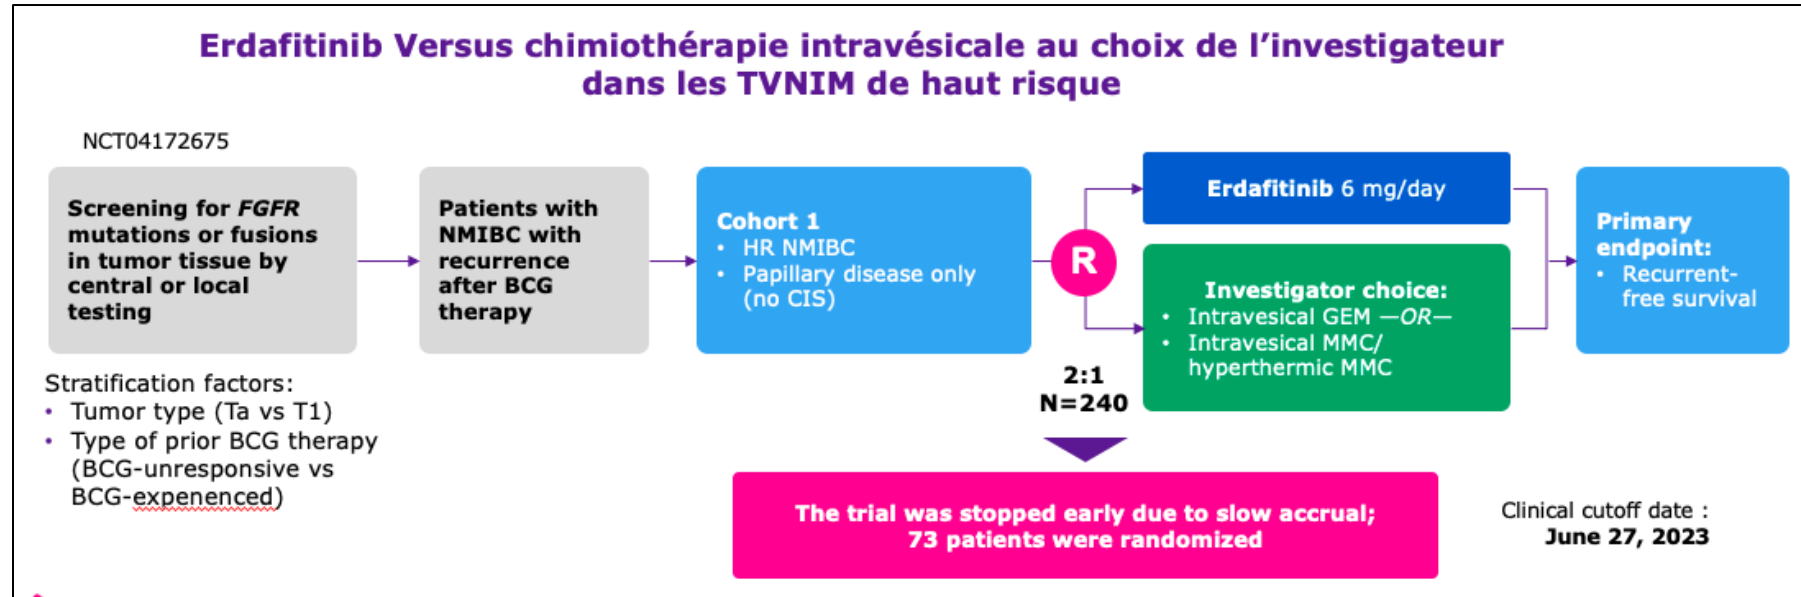 Erdafitinib Versus chimiothérapie intravésicale au choix de l’investigateur
dans les TVNIM de haut risque
NCT04172675
Screening for FGFR
mutations or fusions
in tumor tissue by
central or local
testing
Patients with
NMIBC with
recurrence
after BCG
therapy
Cohort 1
• HR NMIBC
• Papillary disease only
(no CIS)
R
2:1
N=240
Erdafitinib 6 mg/day
Investigator choice:
• Intravesical GEM —OR—
• Intravesical MMC/
hyperthermic MMC
Primary
endpoint:
• Recurrent-
free survival
Stratification factors:
• Tumor type (Ta vs T1)
• Type of prior BCG therapy
(BCG-unresponsive vs
BCG-expenenced)
The trial was stopped early due to slow accrual;
73 patients were randomized
Clinical cutoff date :
June 27, 2023